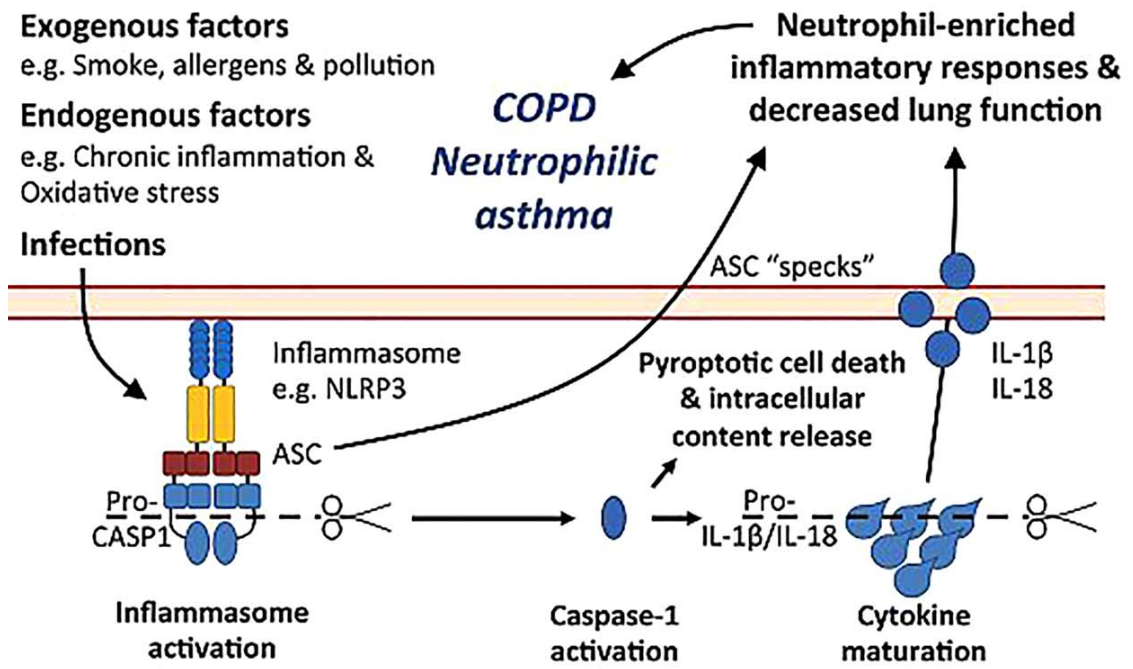 Exogenous factors
e.g. Smoke, allergens & pollution
Endogenous factors
e.g. Chronic inflammation &
Oxidative stress
Infections
COPD
Neutrophilic
asthma
Neutrophil-enriched
inflammatory responses &
decreased lung function
ASC “specks”
Inflammasome
e.g. NLRP3
ASC
Pro-
CASP1
Pyroptotic cell death
& intracellular
content release
IL-1β
IL-18
Pro-
IL-1β/IL-18
Inflammasome
activation
Caspase-1
activation
Cytokine
maturation